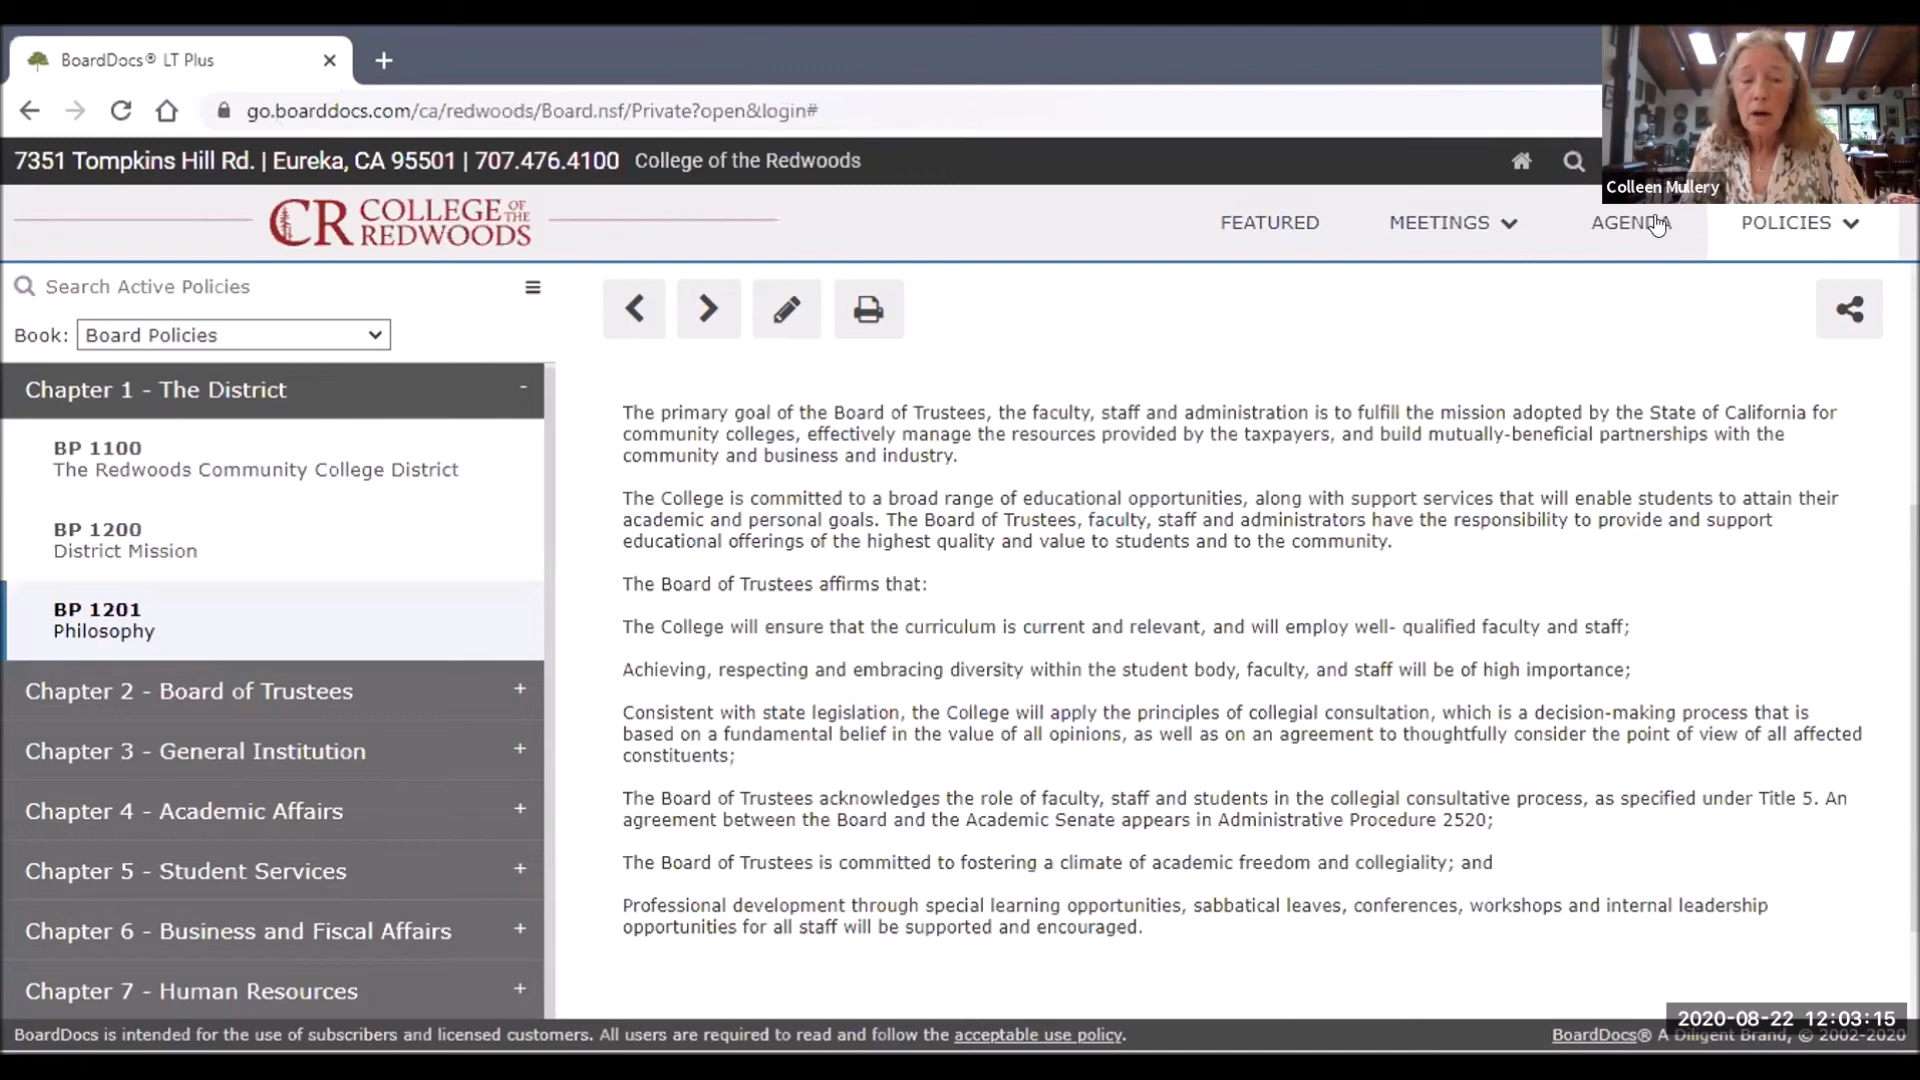 BoardDocs® LT Plus
go.boarddocs.com/ca/redwoods/Board.nsf/Private?open&login#
7351 Tompkins Hill Rd. | Eureka, CA 95501 | 707.476.4100 College of the Redwoods
Colleen Mullery
CR COLLEGE OF THE REDWOODS
FEATURED MEETINGS AGENDA POLICIES
Search Active Policies
Book: Board Policies
Chapter 1 - The District -
BP 1100
The Redwoods Community College District
BP 1200
District Mission
BP 1201
Philosophy
Chapter 2 - Board of Trustees +
Chapter 3 - General Institution +
Chapter 4 - Academic Affairs +
Chapter 5 - Student Services +
Chapter 6 - Business and Fiscal Affairs +
Chapter 7 - Human Resources +
The primary goal of the Board of Trustees, the faculty, staff and administration is to fulfill the mission adopted by the State of California for
community colleges, effectively manage the resources provided by the taxpayers, and build mutually-beneficial partnerships with the
community and business and industry.
The College is committed to a broad range of educational opportunities, along with support services that will enable students to attain their
academic and personal goals. The Board of Trustees, faculty, staff and administrators have the responsibility to provide and support
educational offerings of the highest quality and value to students and to the community.
The Board of Trustees affirms that:
The College will ensure that the curriculum is current and relevant, and will employ well- qualified faculty and staff;
Achieving, respecting and embracing diversity within the student body, faculty, and staff will be of high importance;
Consistent with state legislation, the College will apply the principles of collegial consultation, which is a decision-making process that is
based on a fundamental belief in the value of all opinions, as well as on an agreement to thoughtfully consider the point of view of all affected
constituents;
The Board of Trustees acknowledges the role of faculty, staff and students in the collegial consultative process, as specified under Title 5. An
agreement between the Board and the Academic Senate appears in Administrative Procedure 2520;
The Board of Trustees is committed to fostering a climate of academic freedom and collegiality; and
Professional development through special learning opportunities, sabbatical leaves, conferences, workshops and internal leadership
opportunities for all staff will be supported and encouraged.
2020-08-22 12:03:15
BoardDocs is intended for the use of subscribers and licensed customers. All users are required to read and follow the acceptable use policy.
BoardDocs® A Diligent Brand, © 2002-2020